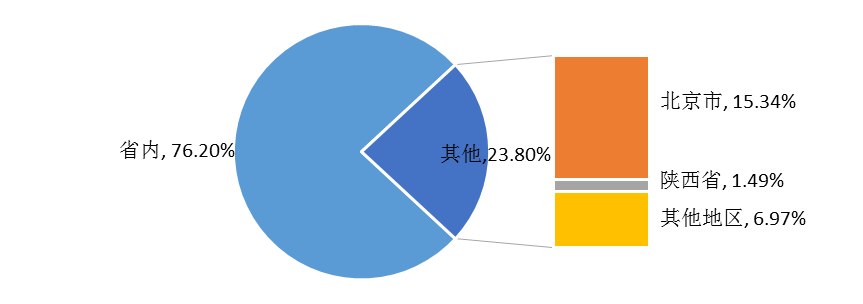 省内, 76.20%
其他,23.80%
北京市, 15.34%
陕西省, 1.49%
其他地区, 6.97%